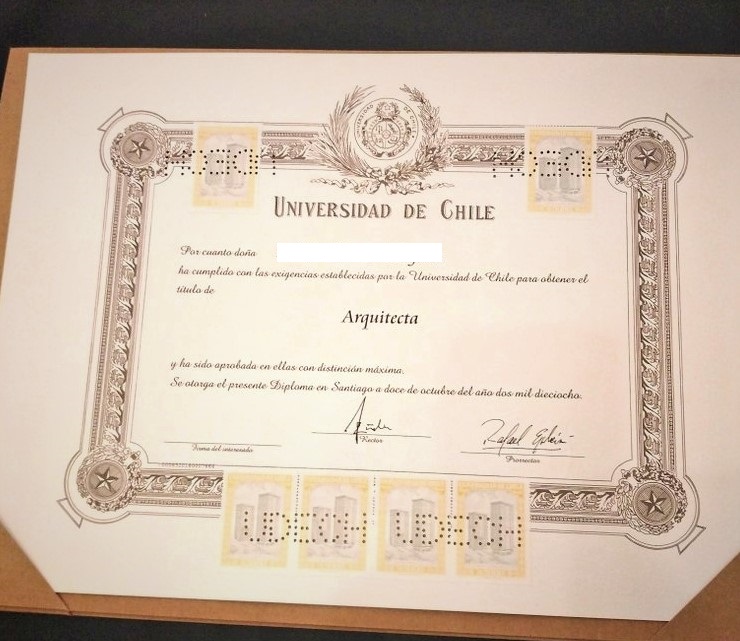 UNIVERSIDAD DE CHILE
Por cuanto doña
ha cumplido con las exigencias establecidas por la Universidad de Chile para obtener el
título de
Arquitecta
y ha sido aprobada en ellas con distinción máxima.
Se otorga el presente Diploma en Santiago a doce de octubre del año dos mil dieciocho.
Firma del interesado
Rector
Rafael
Prorrector
UDECH UDECH